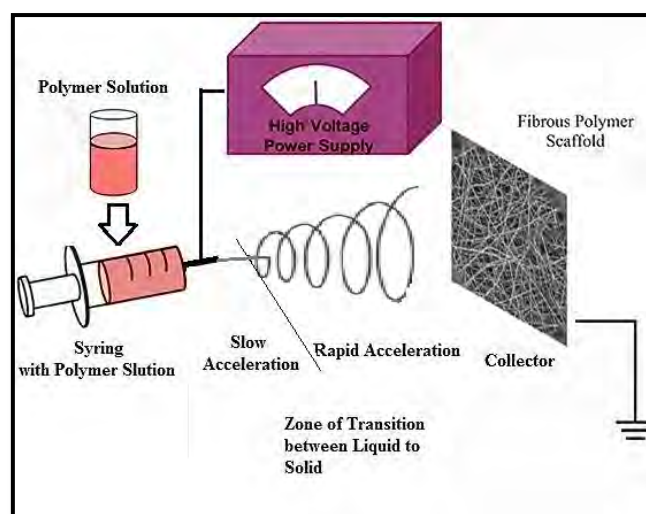 Polymer Solution
High Voltage
Power Supply
Fibrous Polymer
Scaffold
Syring
with Polymer Slution
Slow
Acceleration
Rapid Acceleration
Collector
Zone of Transition
between Liquid to
Solid